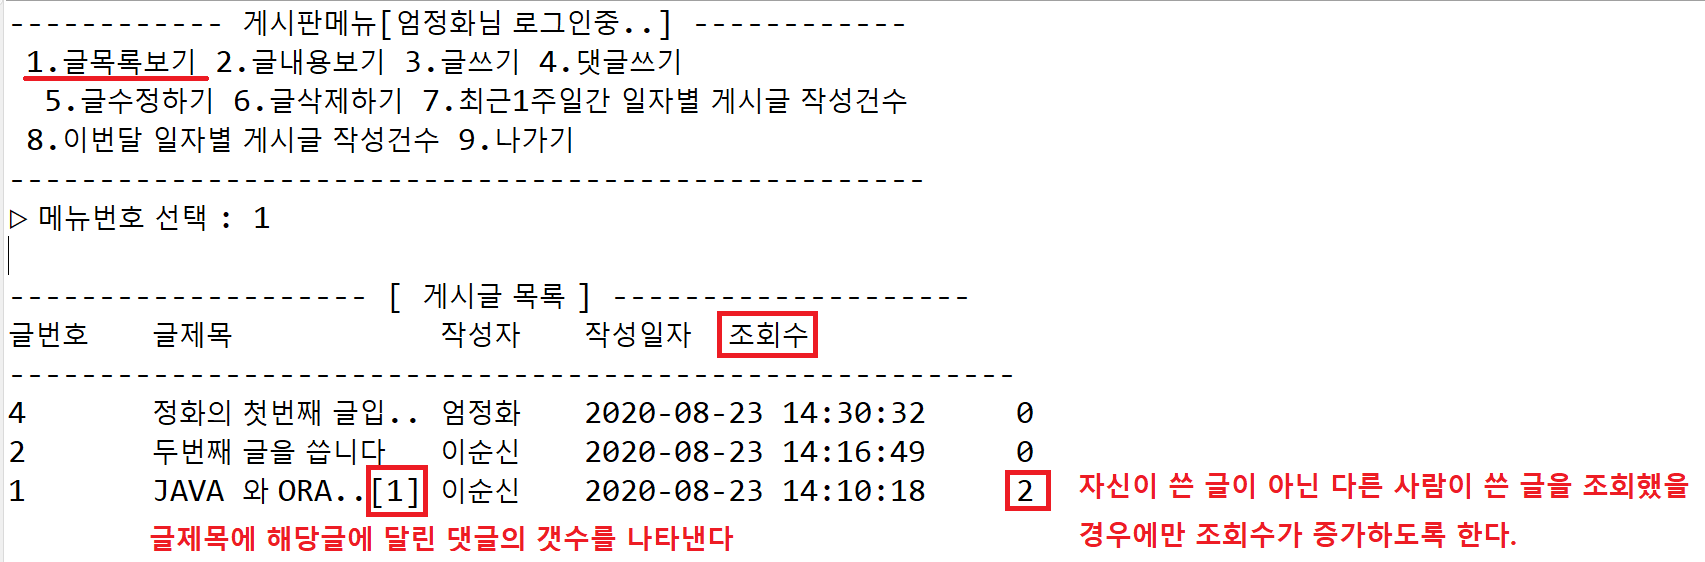 ------------ 게시판메뉴[엄정화님 로그인중..] ------------
1.글목록보기 2.글내용보기 3.글쓰기 4.댓글쓰기
5.글수정하기 6.글삭제하기 7.최근1주일간 일자별 게시글 작성건수
8.이번달 일자별 게시글 작성건수 9.나가기
---------------------------------------------------
▷ 메뉴번호 선택 : 1
-------------------- [ 게시글 목록 ] --------------------
글번호 글제목 작성자 작성일자 조회수
--------------------------------------------------------
4 정화의 첫번째 글입.. 엄정화 2020-08-23 14:30:32 0
2 두번째 글을 씁니다 이순신 2020-08-23 14:16:49 0
1 JAVA 와 ORA..[1] 이순신 2020-08-23 14:10:18 2
글제목에 해당글에 달린 댓글의 갯수를 나타낸다
자신이 쓴 글이 아닌 다른 사람이 쓴 글을 조회했을
경우에만 조회수가 증가하도록 한다.